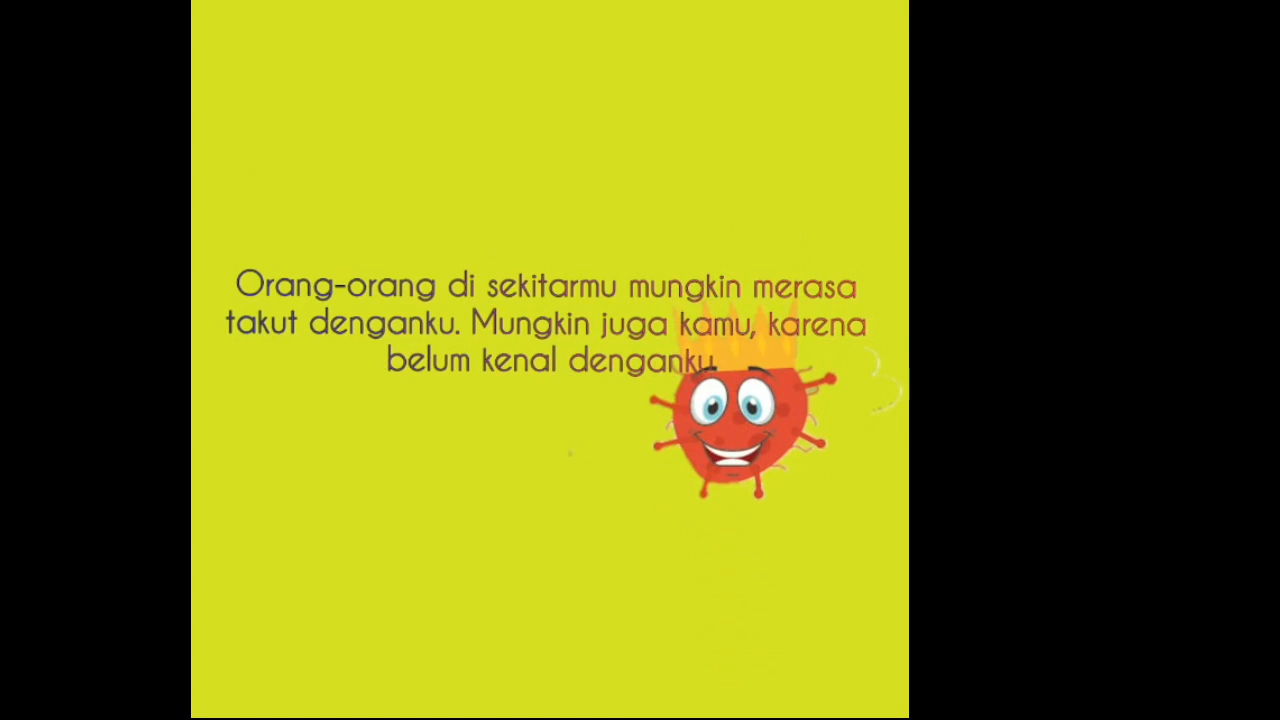 Orang-orang di sekitarmu mungkin merasa
takut denganku. Mungkin juga kamu, karena
belum kenal denganku